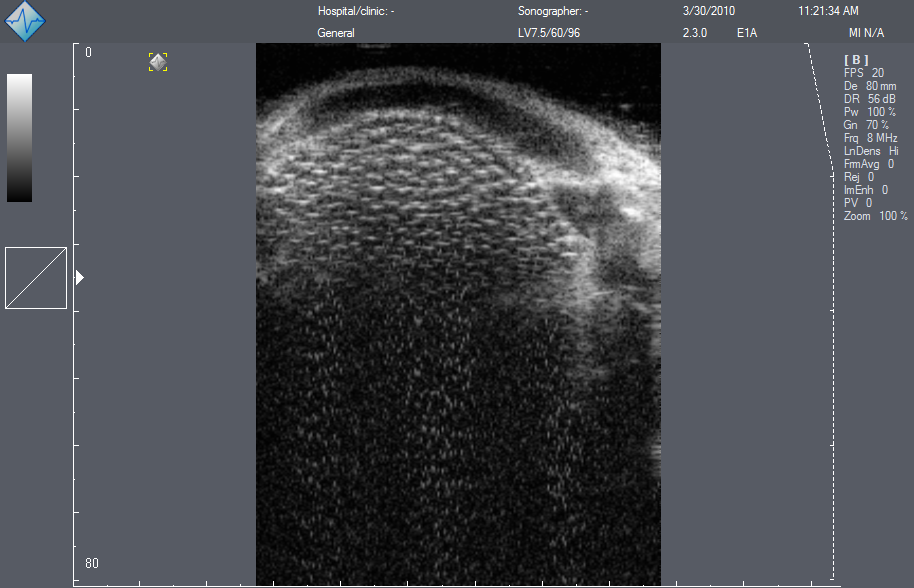 Hospital/clinic: - Sonographer: - 3/30/2010 11:21:34 AM
General LV7.5/60/96 2.3.0 E1A MI N/A
0
[ B ]
FPS 20
De 80 mm
DR 56 dB
Pw 100 %
Gn 70 %
Frq 8 MHz
LnDens Hi
FrmAvg 0
Rej 0
ImEnh 0
PV 0
Zoom 100 %
80